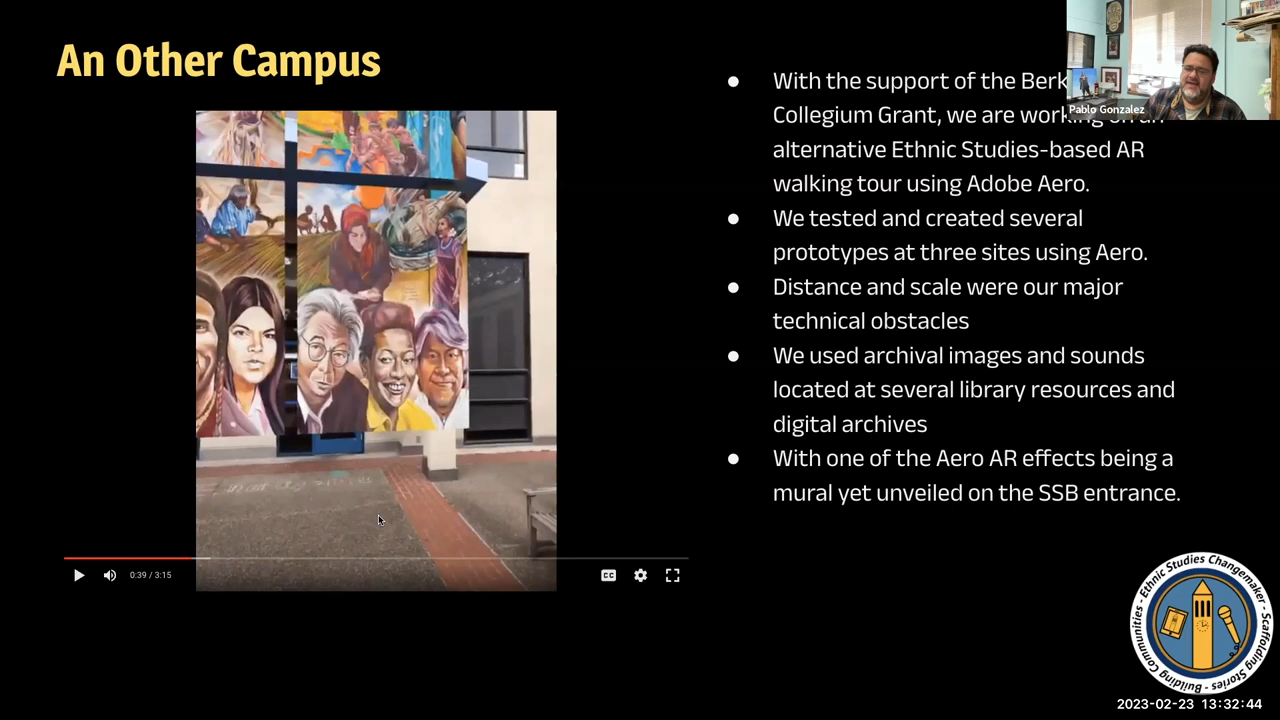 An Other Campus
● With the support of the Berk
Collegium Grant, we are working on an
alternative Ethnic Studies-based AR
walking tour using Adobe Aero.
● We tested and created several
prototypes at three sites using Aero.
● Distance and scale were our major
technical obstacles
● We used archival images and sounds
located at several library resources and
digital archives
● With one of the Aero AR effects being a
mural yet unveiled on the SSB entrance.
Pablo Gonzalez
0:39 / 3:15
CC
Ethnic Studies Changemaker - Scaffolding Stories - Building Communities -
2023-02-23 13:32:44